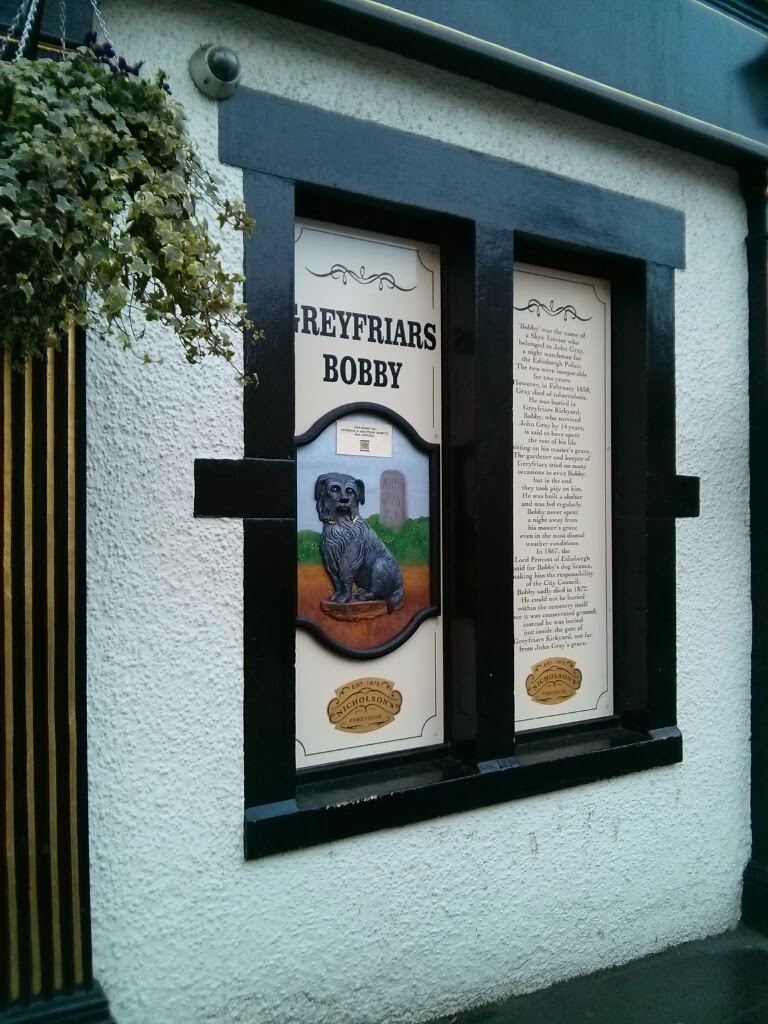 GREYFRIARS
BOBBY
EST 1873
NICHOLSON'S
FREEHOUSE
'Bobby' was the name of
a Skye Terrier who
belonged to John Gray,
a night watchman for
the Edinburgh Police.
The two were inseparable
for two years.
However, in February 1858,
Gray died of tuberculosis.
He was buried in
Greyfriars Kirkyard.
Bobby, who survived
John Gray by 14 years,
is said to have spent
the rest of his life
sitting on his master's grave.
The gardener and keeper of
Greyfriars tried on many
occasions to evict Bobby,
but in the end
they took pity on him.
He was built a shelter
and was fed regularly.
Bobby never spent
a night away from
his master's grave
even in the most dismal
weather conditions.
In 1867, the
Lord Provost of Edinburgh
paid for Bobby's dog licence,
making him the responsibility
of the City Council.
Bobby sadly died in 1872.
He could not be buried
within the cemetery itself
since it was consecrated ground;
instead he was buried
just inside the gate of
Greyfriars Kirkyard, not far
from John Gray's grave.
EST 1873
NICHOLSON'S
FREEHOUSE